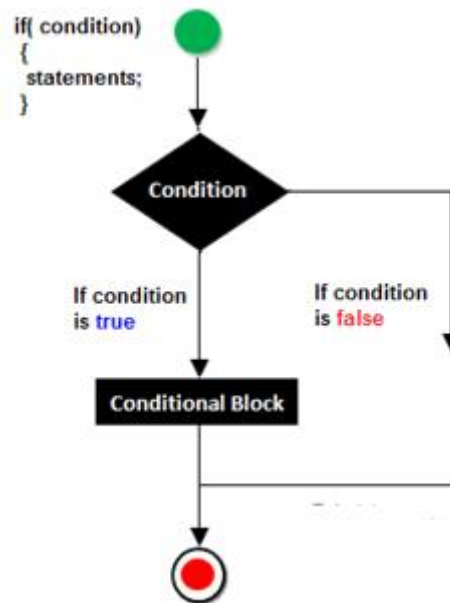 if( condition)
{
statements;
}
Condition
If condition
is true
If condition
is false
Conditional Block